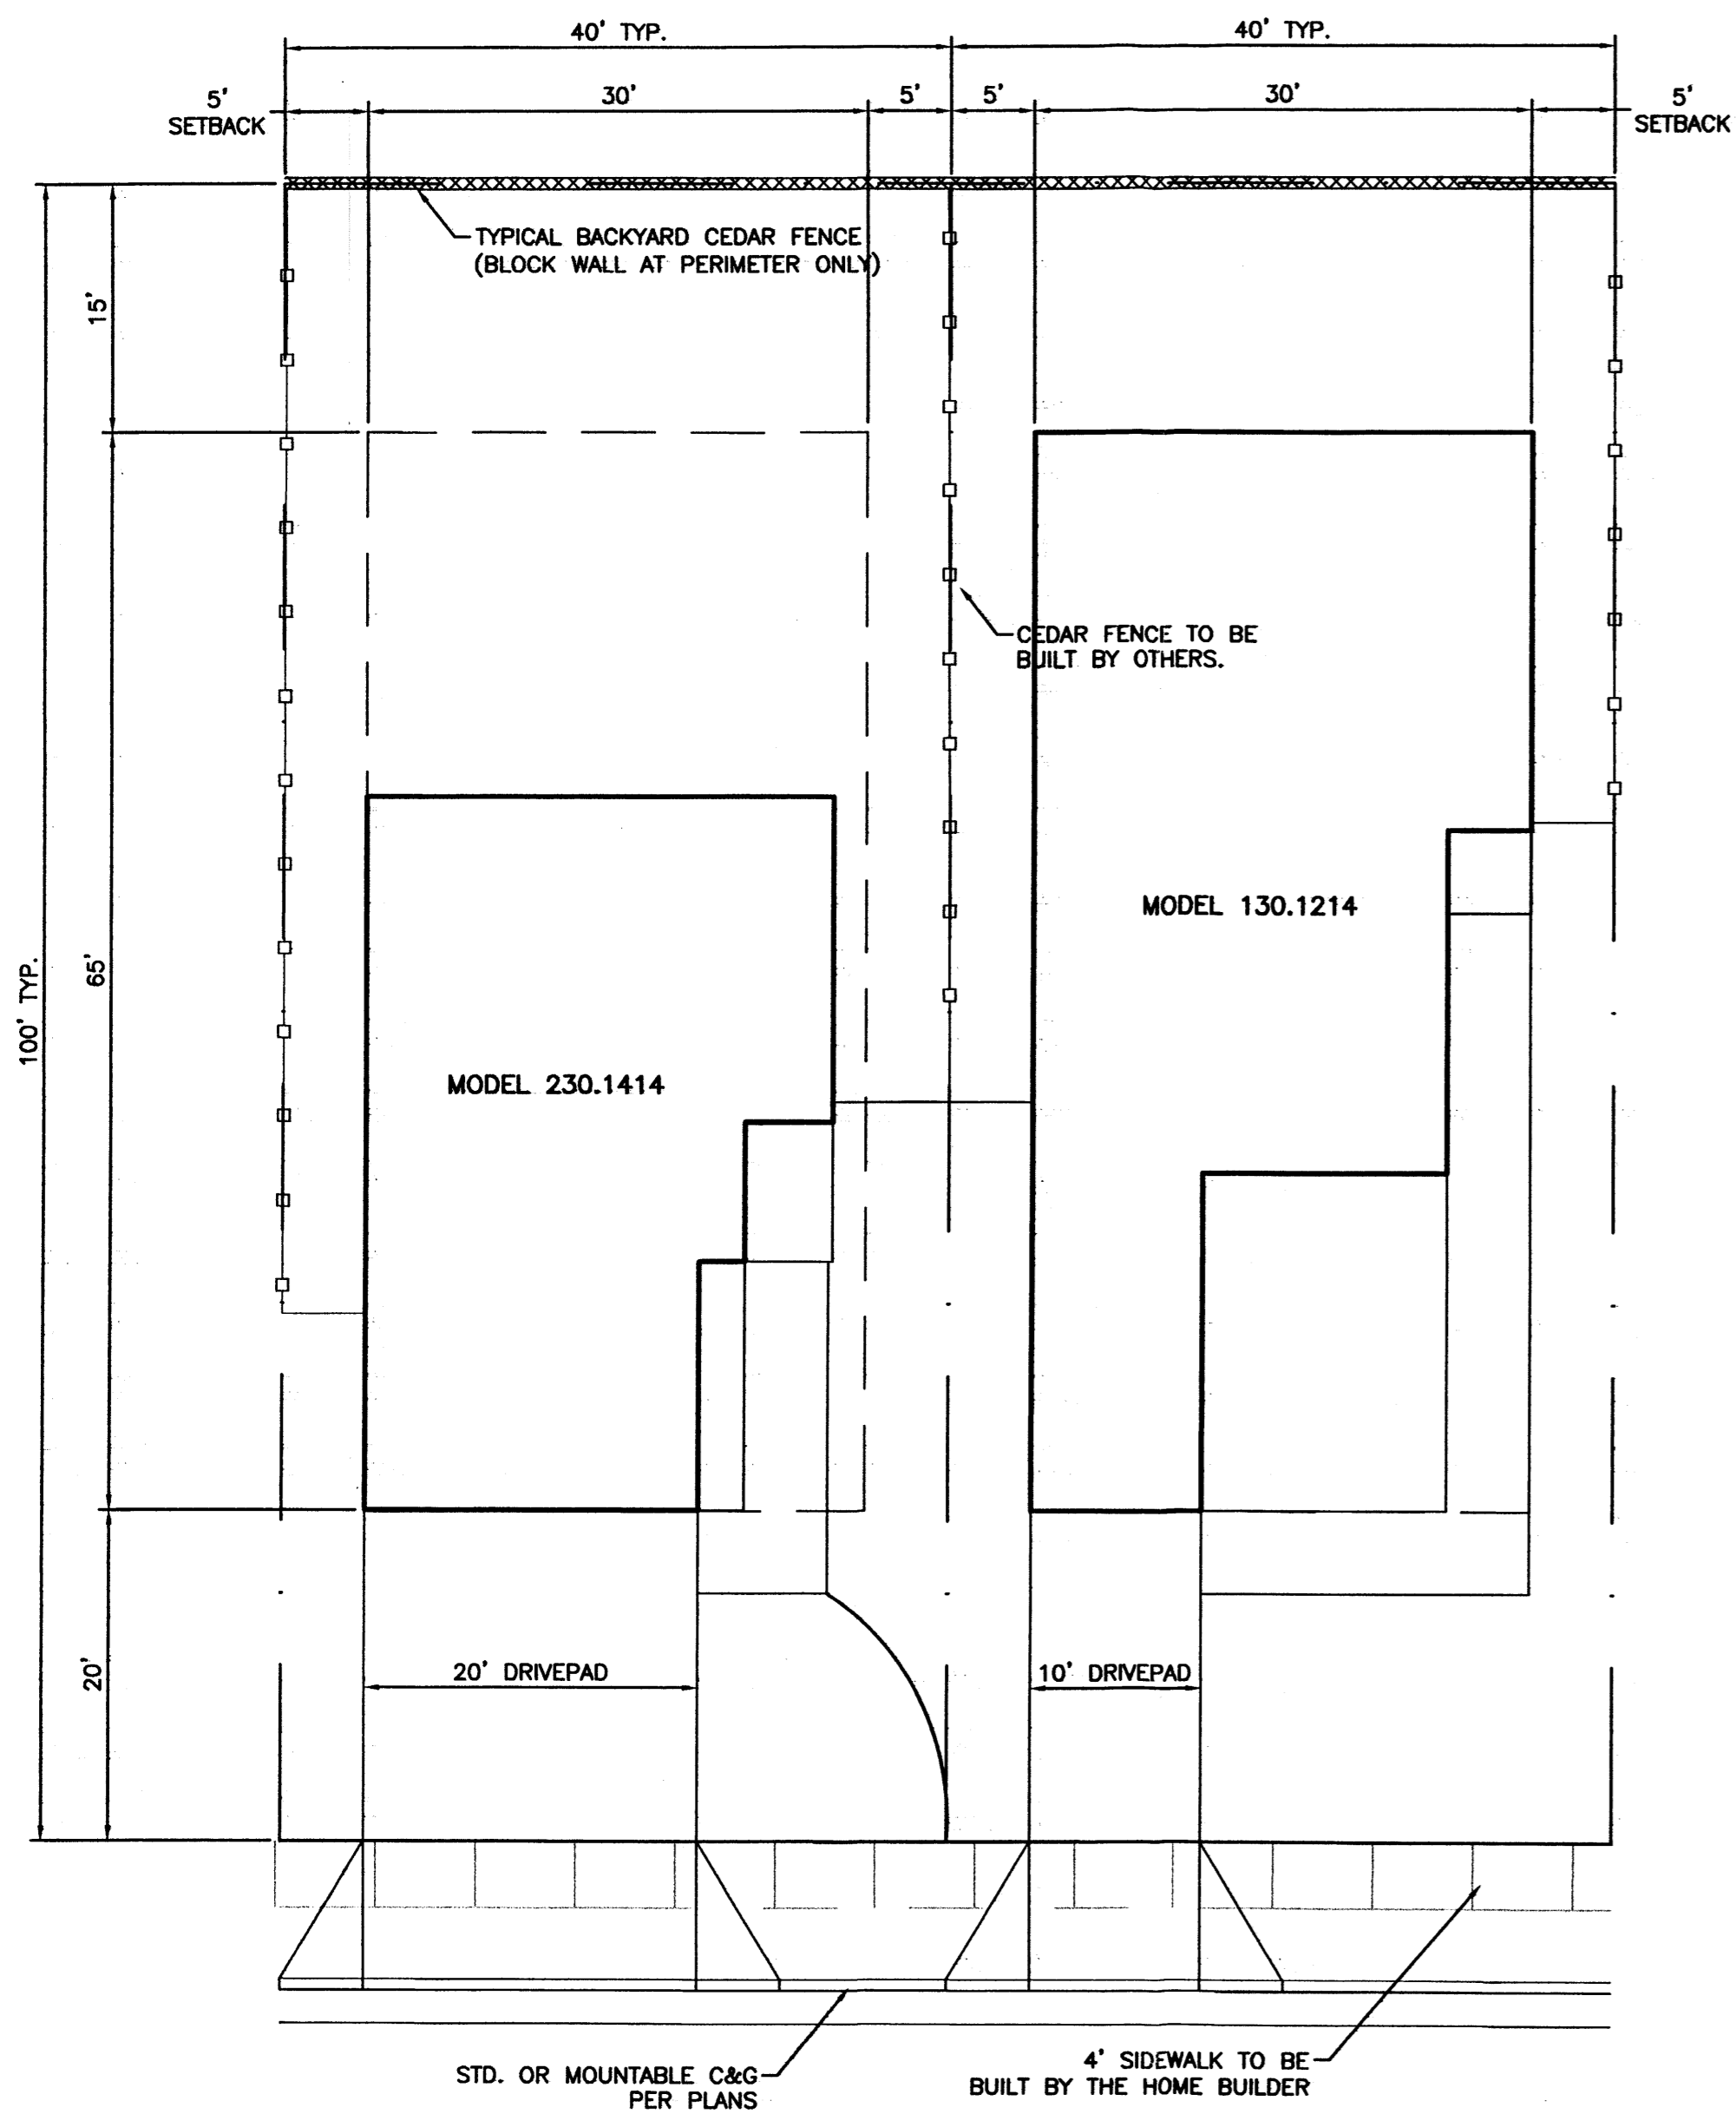 40' TYP.
40' TYP.
5'
SETBACK
30'
5'
5'
30'
5'
SETBACK
TYPICAL BACKYARD CEDAR FENCE
(BLOCK WALL AT PERIMETER ONLY)
15'
CEDAR FENCE TO BE
BUILT BY OTHERS.
MODEL 130.1214
65'
100' TYP.
MODEL 230.1414
20'
20' DRIVEPAD
10' DRIVEPAD
STD. OR MOUNTABLE C&G
PER PLANS
4' SIDEWALK TO BE
BUILT BY THE HOME BUILDER